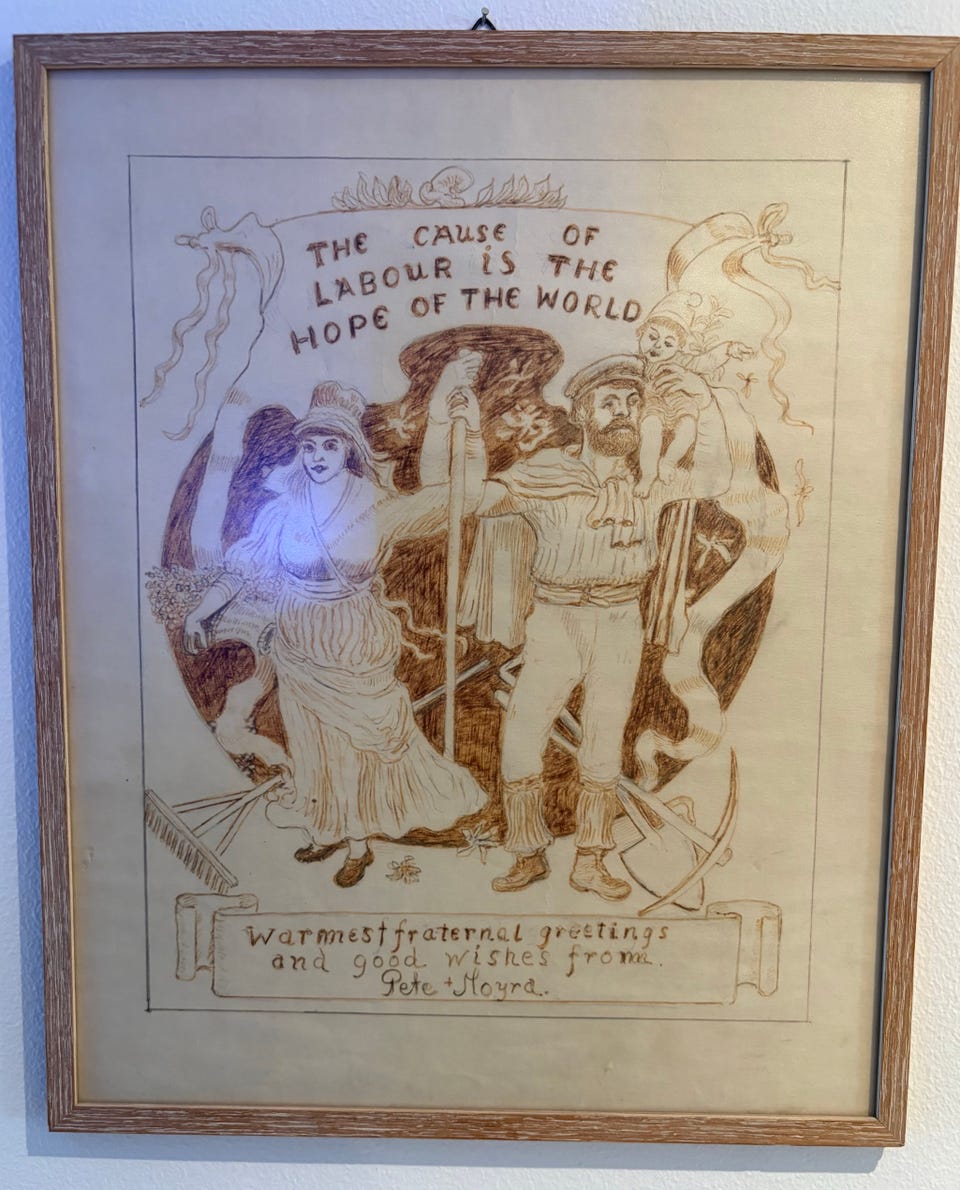 THE CAUSE OF
LABOUR iS THE
HOPE OF THE WORLD
Warmest fraternal greetings
and good wishes from.
Pete + Moyra.